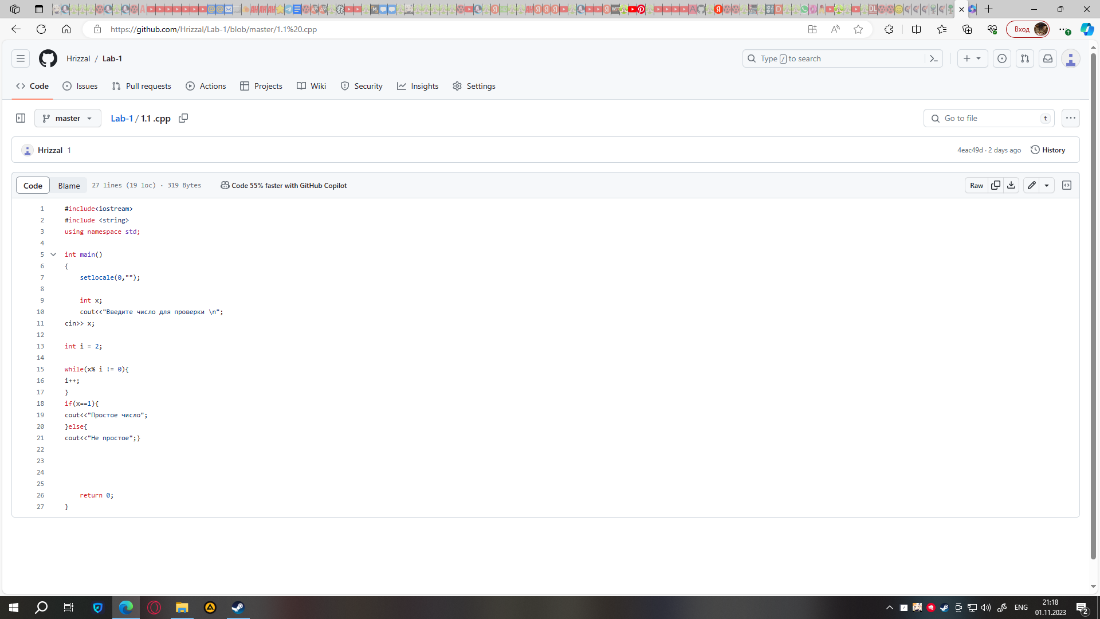 https://github.com/Hrizzal/Lab-1/blob/master/1.1%20.cpp
Вход
Hrizzal / Lab-1
Type / to search
Code Issues Pull requests Actions Projects Wiki Security Insights Settings
master
Lab-1 / 1.1 .cpp
Go to file t
Hrizzal 1
4eac49d · 2 days ago History
Code Blame 27 lines (19 loc) · 319 Bytes Code 55% faster with GitHub Copilot Raw
1 #include<iostream>
2 #include <string>
3 using namespace std;
4
5 int main()
6 {
7 setlocale(0,"");
8
9 int x;
10 cout<<"Введите число для проверки \n";
11 cin>> x;
12
13 int i = 2;
14
15 while(x% i != 0){
16 i++;
17 }
18 if(x==i){
19 cout<<"Простое число";
20 }else{
21 cout<<"Не простое";}
22
23
24
25
26 return 0;
27 }
ENG
21:18
01.11.2023
2